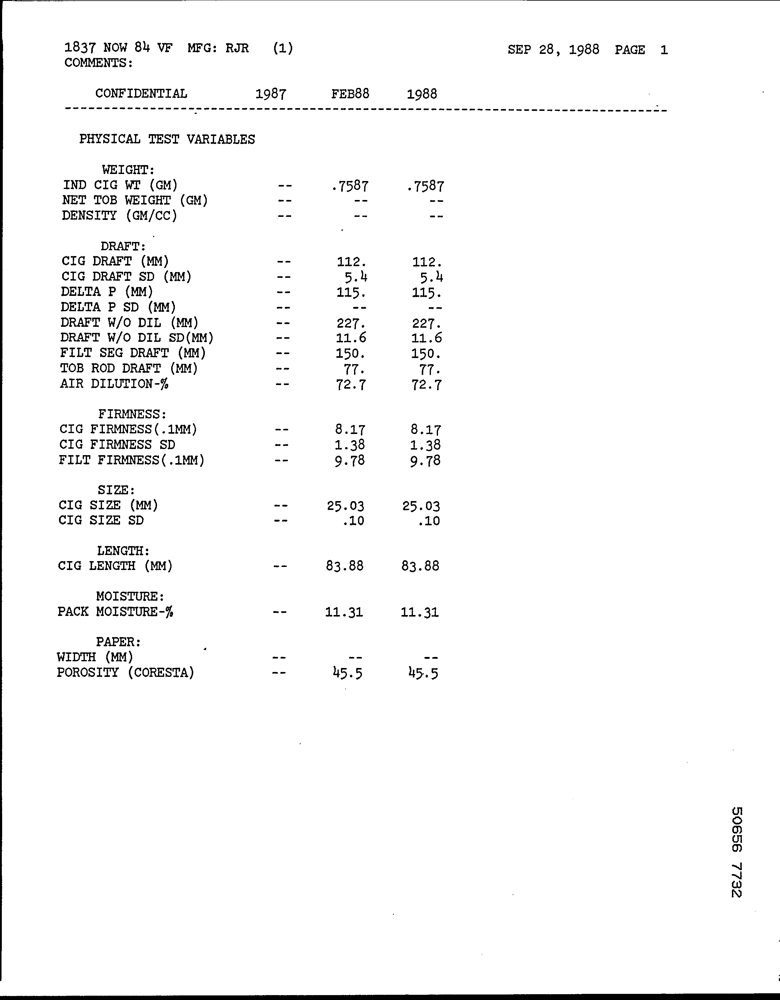 1837 NOW 84 VF MFG: RJR (1) SEP 28, 1988 PAGE 1
COMMENTS:
CONFIDENTIAL 1987 FEB88 1988
--------------------------------------------------------------------------------
PHYSICAL TEST VARIABLES
WEIGHT:
IND CIG WT (GM) -- .7587 .7587
NET TOB WEIGHT (GM) -- -- --
DENSITY (GM/CC) -- -- --
DRAFT:
CIG DRAFT (MM) -- 112. 112.
CIG DRAFT SD (MM) -- 5.4 5.4
DELTA P (MM) -- 115. 115.
DELTA P SD (MM) -- -- --
DRAFT W/O DIL (MM) -- 227. 227.
DRAFT W/O DIL SD(MM) -- 11.6 11.6
FILT SEG DRAFT (MM) -- 150. 150.
TOB ROD DRAFT (MM) -- 77. 77.
AIR DILUTION-% -- 72.7 72.7
FIRMNESS:
CIG FIRMNESS(.1MM) -- 8.17 8.17
CIG FIRMNESS SD -- 1.38 1.38
FILT FIRMNESS(.1MM) -- 9.78 9.78
SIZE:
CIG SIZE (MM) -- 25.03 25.03
CIG SIZE SD -- .10 .10
LENGTH:
CIG LENGTH (MM) -- 83.88 83.88
MOISTURE:
PACK MOISTURE-% -- 11.31 11.31
PAPER:
WIDTH (MM) -- -- --
POROSITY (CORESTA) -- 45.5 45.5
50656 7732